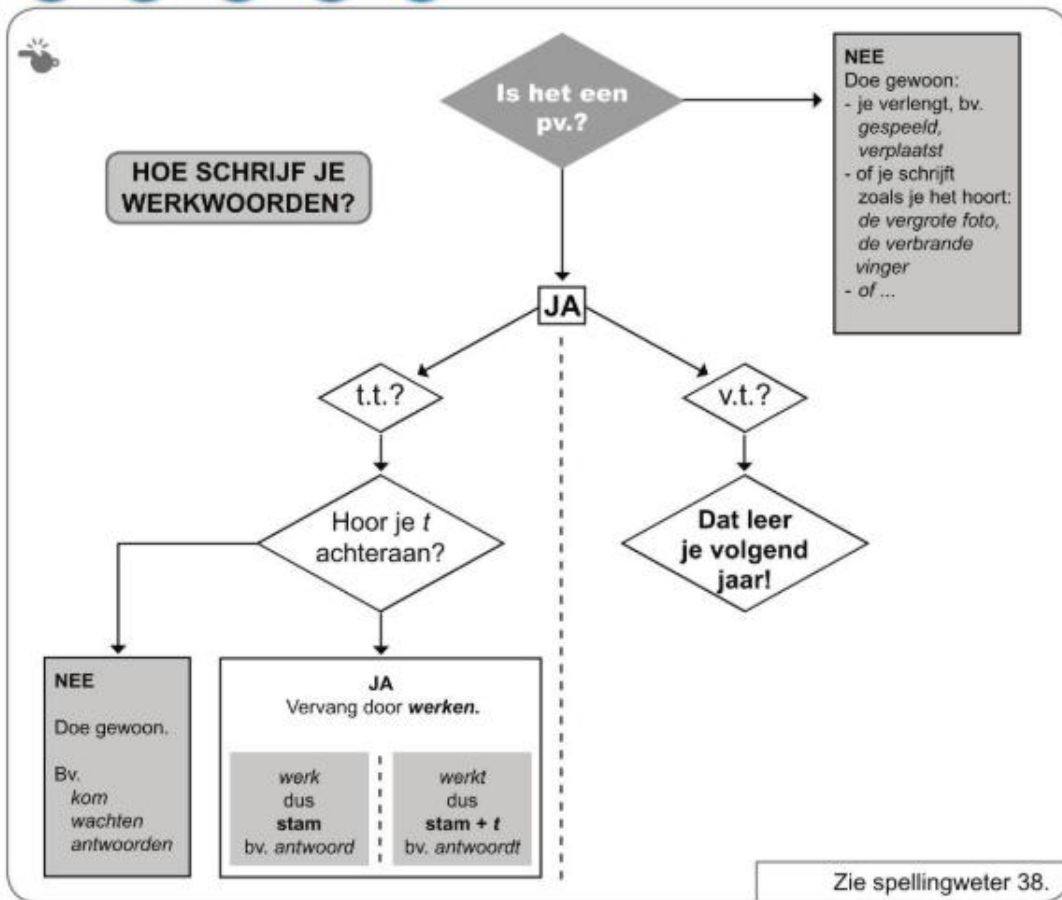 HOE SCHRIJF JE
WERKWOORDEN?
Is het een
pv.?
NEE
Doe gewoon:
- je verlengt, bv.
gespeeld,
verplaatst
- of je schrijft
zoals je het hoort:
de vergrote foto,
de verbrande
vinger
- of ...
JA
t.t.?
v.t.?
Hoor je t
achteraan?
Dat leer
je volgend
jaar!
NEE
Doe gewoon.
Bv.
kom
wachten
antwoorden
JA
Vervang door werken.
werk
dus
stam
bv. antwoord
werkt
dus
stam + t
bv. antwoordt
Zie spellingweter 38.